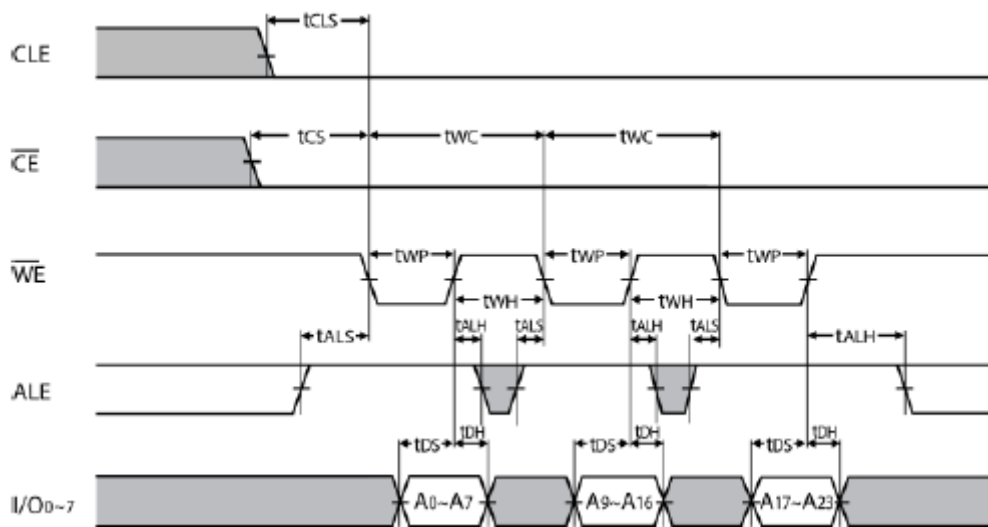 tCLS
CLE
tCS tWC tWC
CE
tWP tWP tWP
WE
tWH tWH
tALS tALH tALS tALH tALS tALH
ALE
tDS tDH tDS tDH tDS tDH
I/O0~7 A0~A7 A9~A16 A17~A23